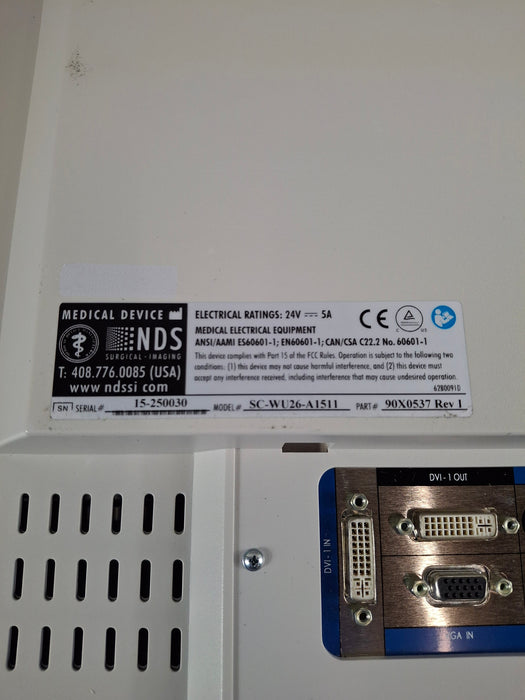 MEDICAL DEVICE
NDS
SURGICAL-IMAGING
T: 408.776.0085 (USA)
www ndssi com
ELECTRICAL RATINGS: 24V 5A
MEDICAL ELECTRICAL EQUIPMENT
ANSI/AAMI ES60601-1; EN60601-1; CAN/CSA C22.2 No. 60601-1
This device complies with Part 15 of the FCC Rules. Operation is subject to the following two
conditions: (1) this device may not cause harmful interference, and (2) this device must
accept any interference received, including interference that may cause undesired operation.
CE
C US
62B0091D
SN SERIAL# 15-250030 MODEL# SC-WU26-A1511 PART# 90X0537 Rev 1
DVI - 1 OUT
DVI - 1 IN
GA IN